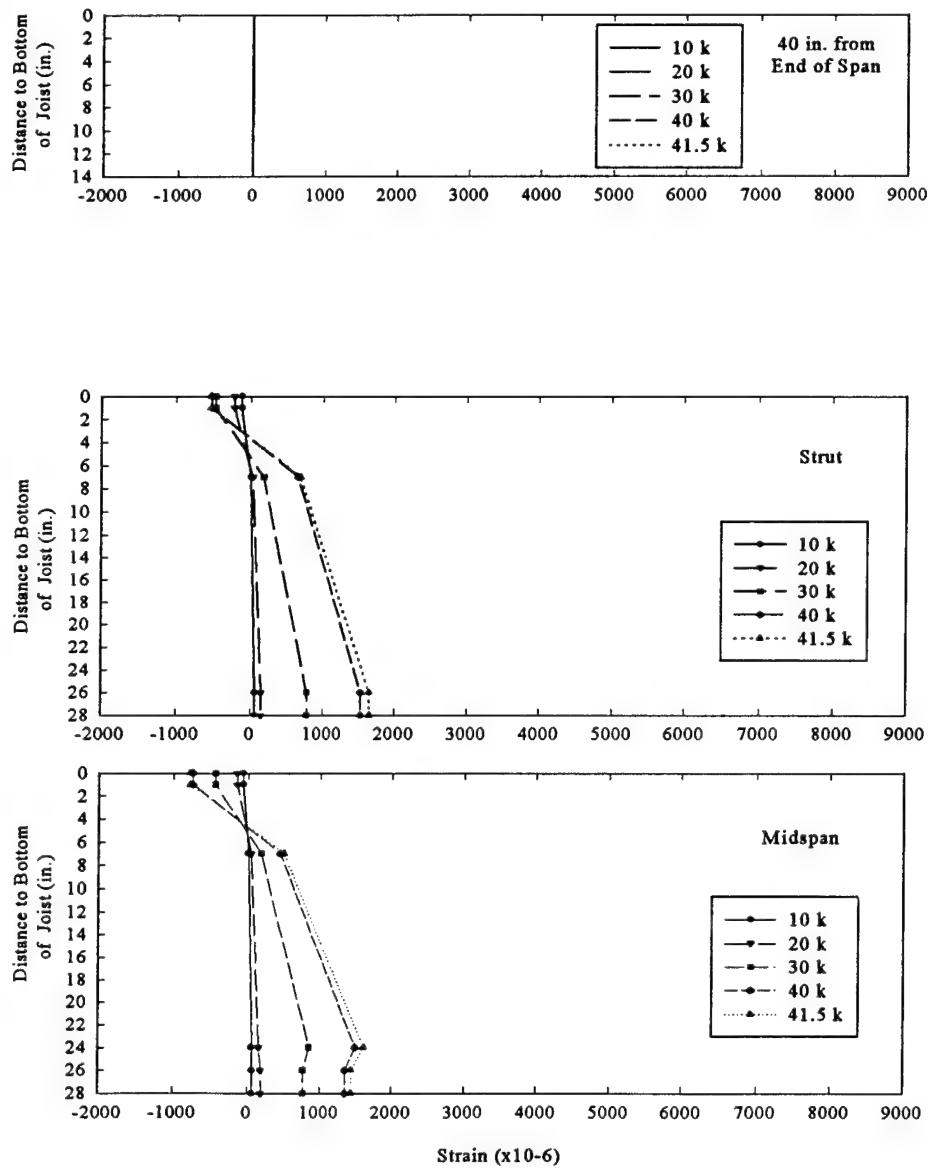 40 in. from
End of Span
10 k
20 k
30 k
40 k
41.5 k
Distance to Bottom
of Joist (in.)
0
2
4
6
8
10
12
14
-2000 -1000 0 1000 2000 3000 4000 5000 6000 7000 8000 9000
Strut
10 k
20 k
30 k
40 k
41.5 k
Distance to Bottom
of Joist (in.)
0
2
4
6
8
10
12
14
16
18
20
22
24
26
28
-2000 -1000 0 1000 2000 3000 4000 5000 6000 7000 8000 9000
Midspan
10 k
20 k
30 k
40 k
41.5 k
Distance to Bottom
of Joist (in.)
0
2
4
6
8
10
12
14
16
18
20
22
24
26
28
-2000 -1000 0 1000 2000 3000 4000 5000 6000 7000 8000 9000
Strain (x10-6)